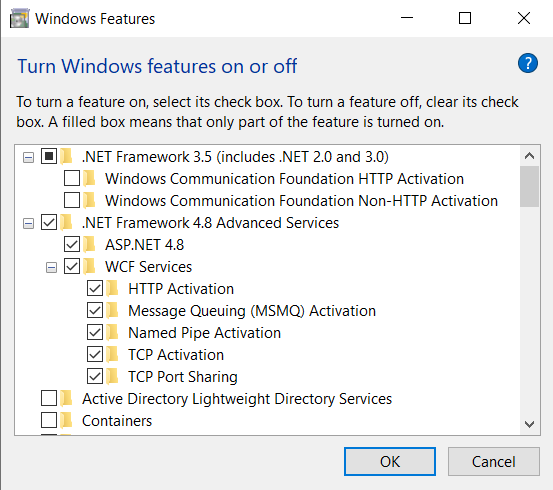 Windows Features
Turn Windows features on or off
?
To turn a feature on, select its check box. To turn a feature off, clear its check
box. A filled box means that only part of the feature is turned on.
.NET Framework 3.5 (includes .NET 2.0 and 3.0)
Windows Communication Foundation HTTP Activation
Windows Communication Foundation Non-HTTP Activation
.NET Framework 4.8 Advanced Services
ASP.NET 4.8
WCF Services
HTTP Activation
Message Queuing (MSMQ) Activation
Named Pipe Activation
TCP Activation
TCP Port Sharing
Active Directory Lightweight Directory Services
Containers
OK
Cancel